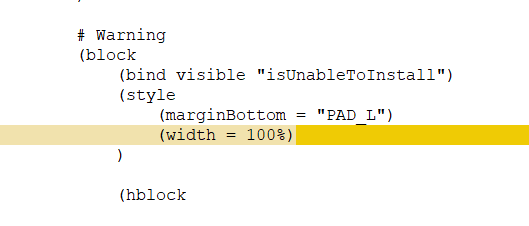 # Warning
(block
(bind visible "isUnableToInstall")
(style
(marginBottom = "PAD_L")
(width = 100%)
)
(hblock